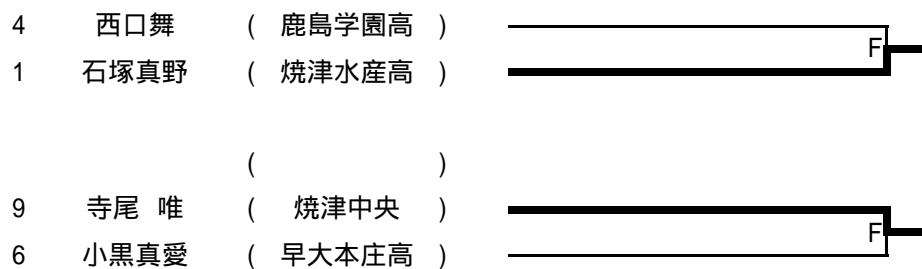 4 西口舞 ( 鹿島学園高 )
F
1 石塚真野 ( 焼津水産高 )
( )
9 寺尾 唯 ( 焼津中央 )
F
6 小黒真愛 ( 早大本庄高 )